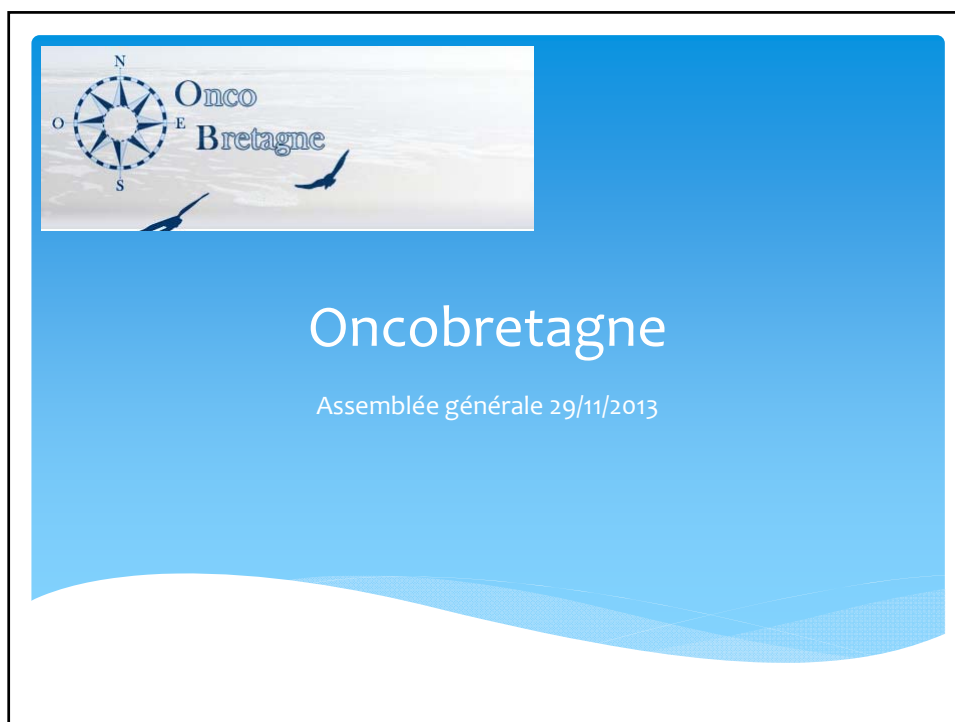 N
Onco
O
E
Bretagne
S
Oncobretagne
Assemblée générale 29/11/2013